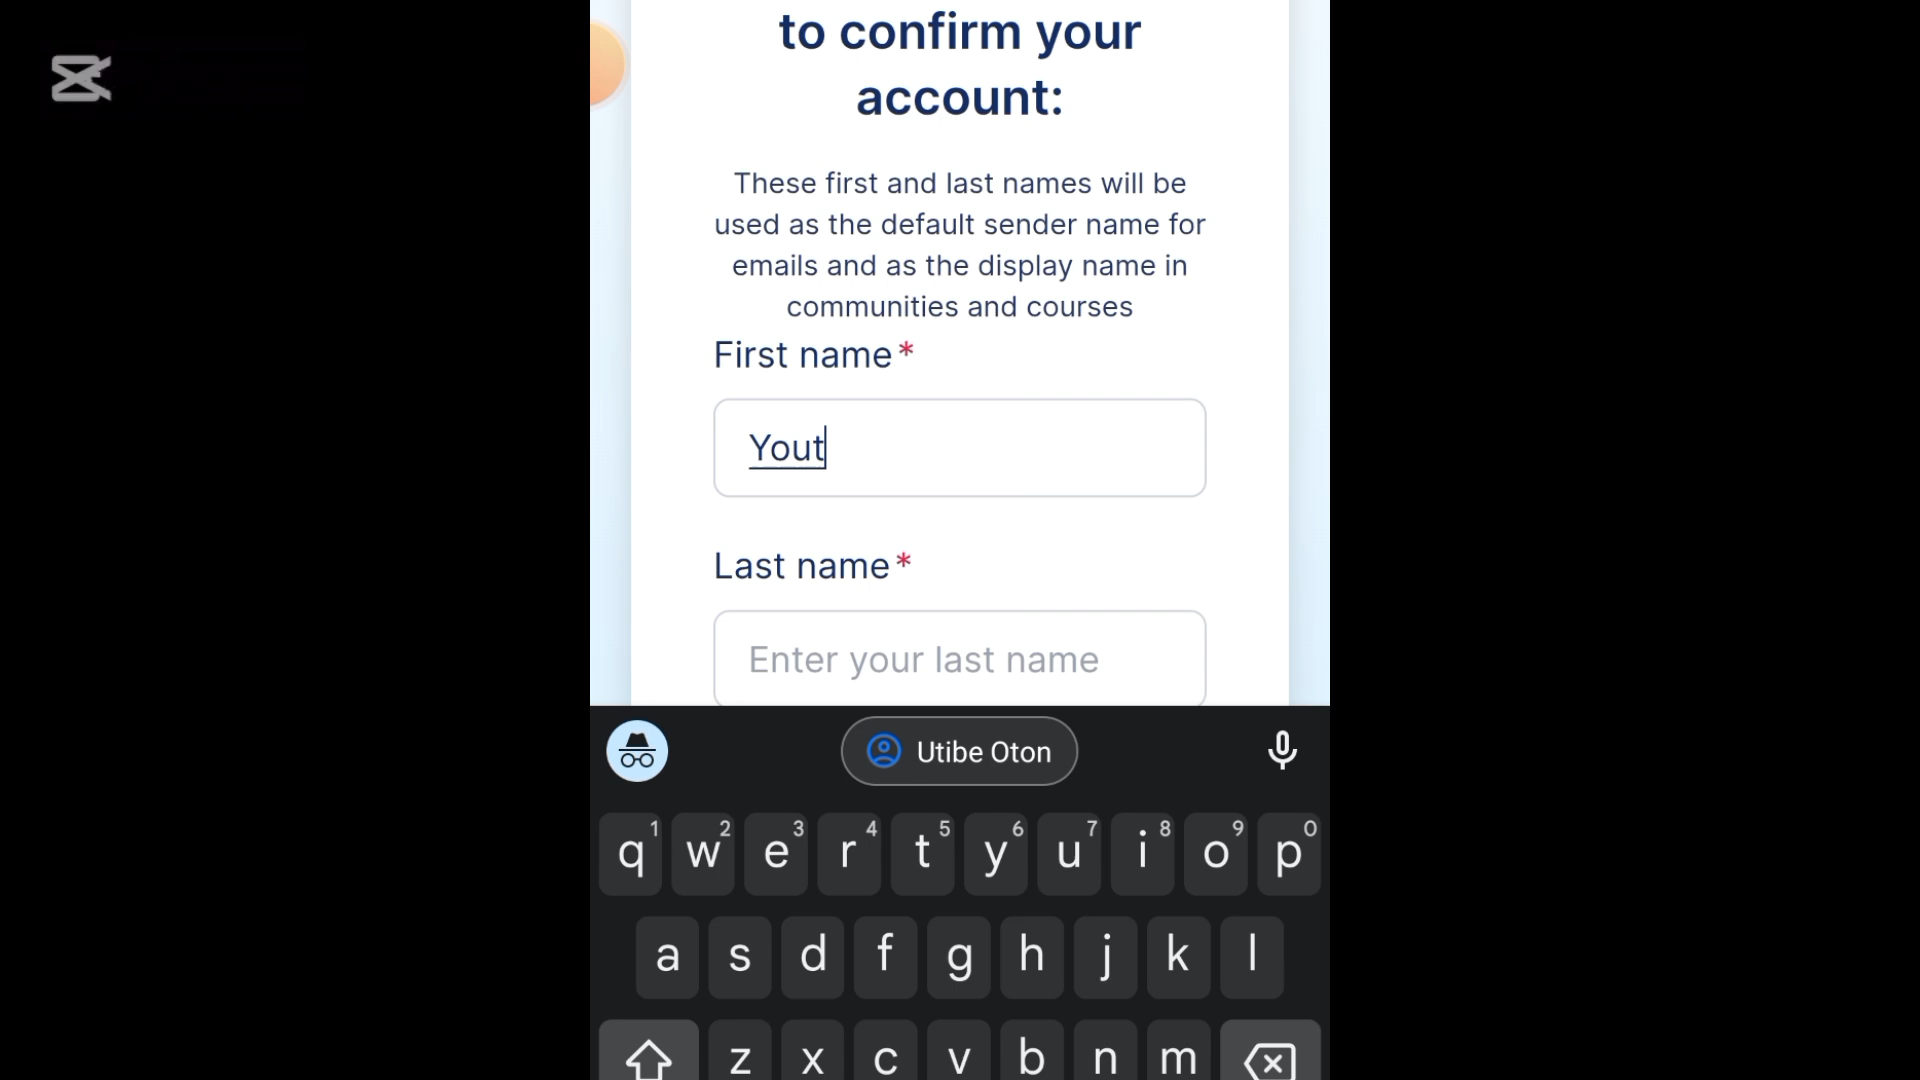 to confirm your
account:
These first and last names will be
used as the default sender name for
emails and as the display name in
communities and courses
First name*
Yout
Last name*
Enter your last name
Utibe Oton
q1 w2 e3 r4 t5 y6 u7 i8 o9 p0
a s d f g h j k l
z x c v b n m